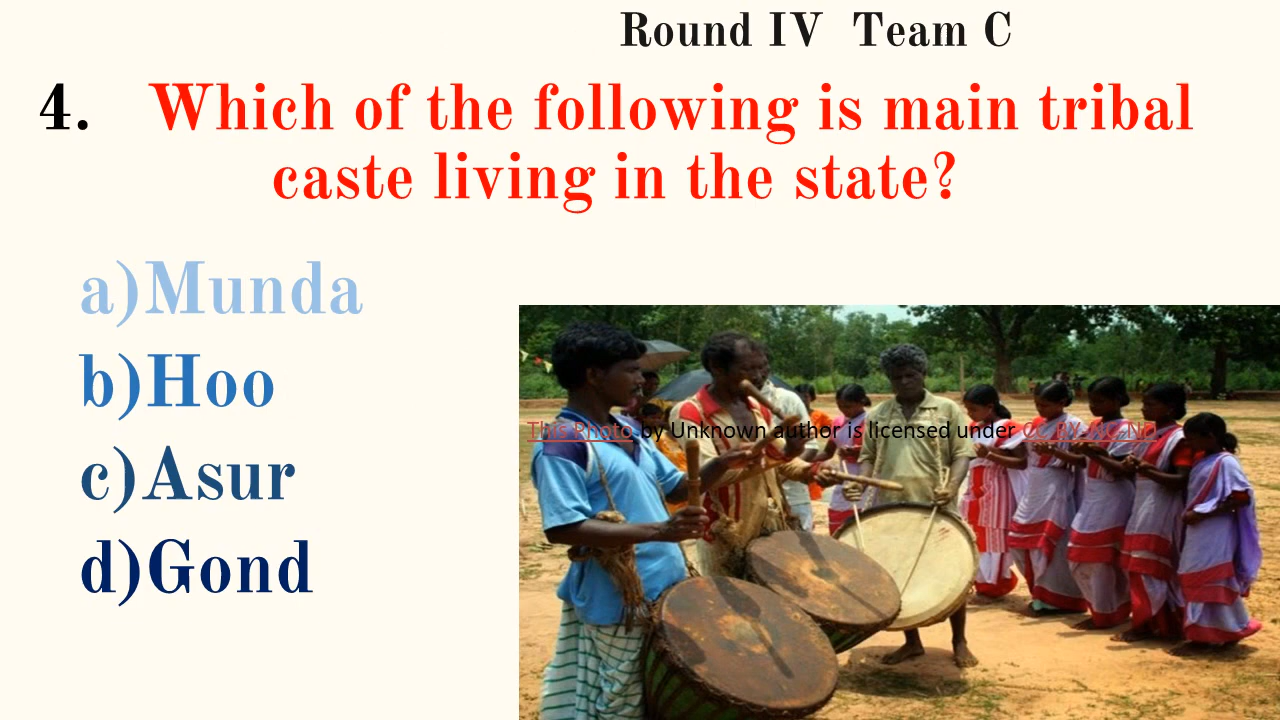 Round IV Team C
4. Which of the following is main tribal
caste living in the state?
a)Munda
b)Hoo
c)Asur
d)Gond
This Photo by Unknown author is licensed under CC BY-NC-ND.